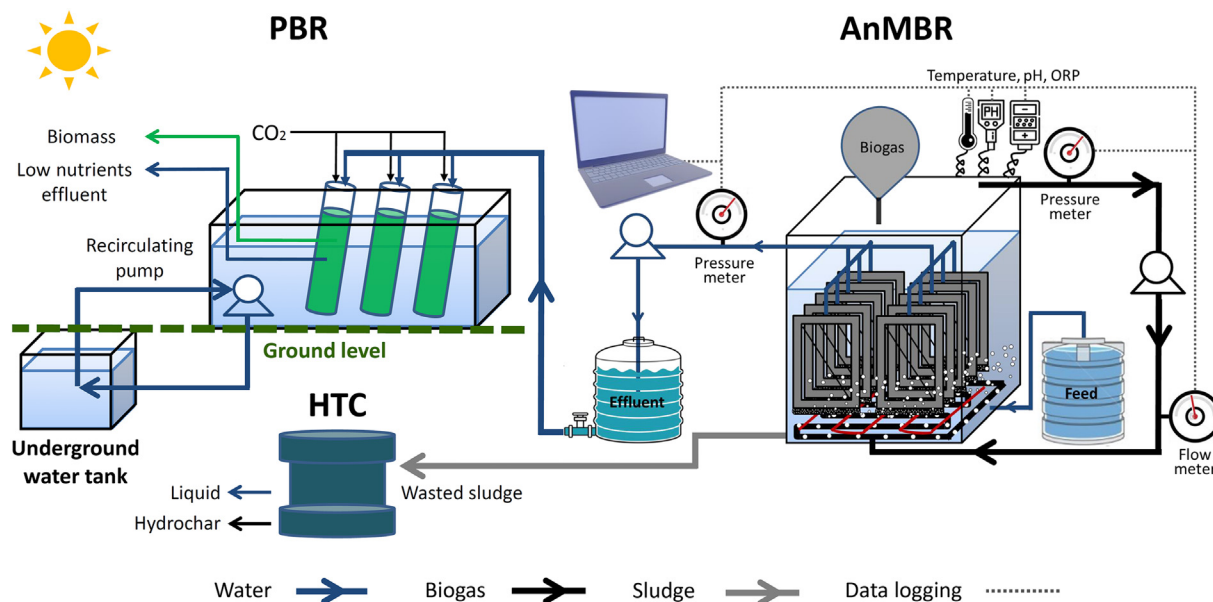 PBR
AnMBR
Temperature, pH, ORP
CO₂
PH
Biomass
Biogas
Low nutrients
effluent
Pressure
meter
Recirculating
pump
Pressure
meter
Ground level
Effluent
Feed
HTC
Underground
water tank
Flow
meter
Liquid
Wasted sludge
Hydrochar
Water
Biogas
Sludge
Data logging